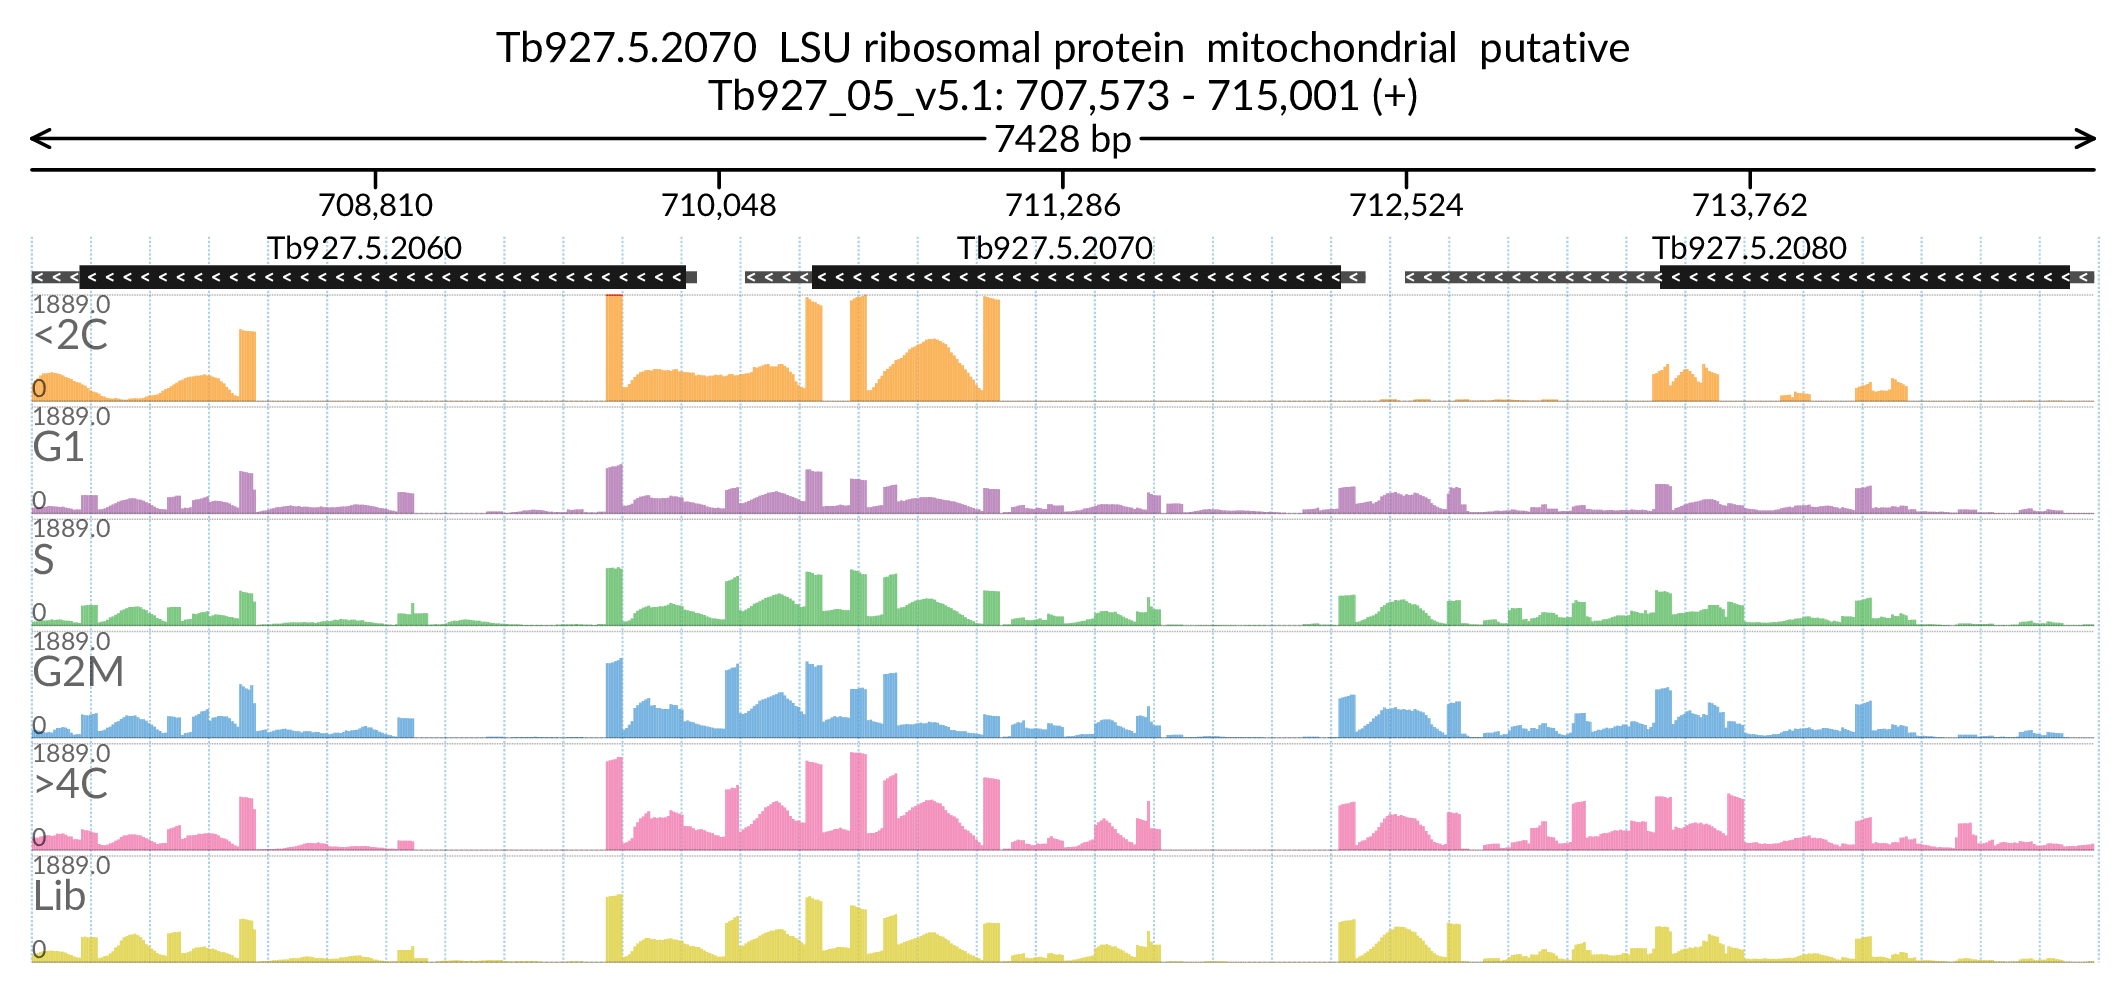 Tb927.5.2070 LSU ribosomal protein mitochondrial putative
Tb927_05_v5.1: 707,573 - 715,001 (+)
7428 bp
708,810 710,048 711,286 712,524 713,762
Tb927.5.2060 Tb927.5.2070 Tb927.5.2080
1889.0
<2C
0
1889.0
G1
0
1889.0
S
0
1889.0
G2M
0
1889.0
>4C
0
1889.0
Lib
0